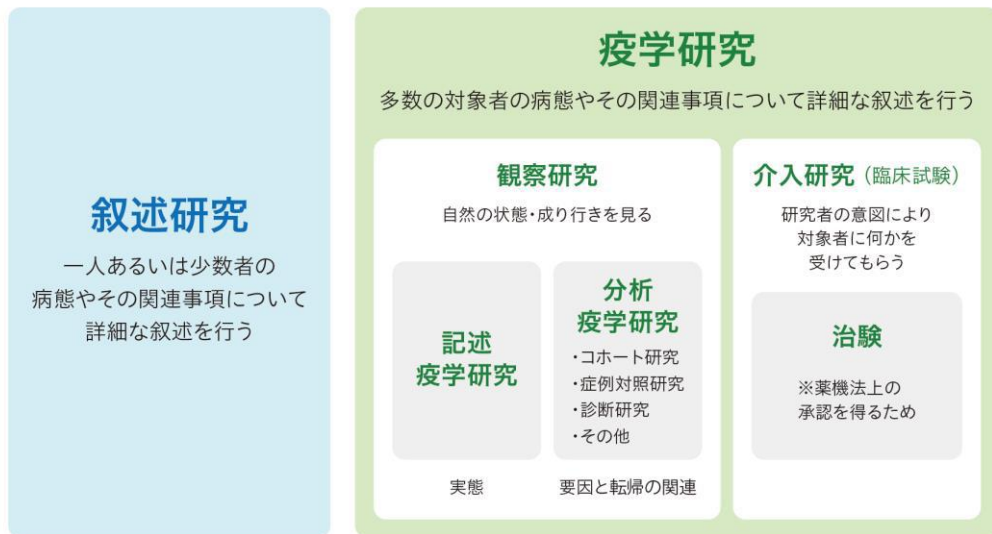 叙述研究
一人あるいは少数者の
病態やその関連事項について
詳細な叙述を行う
疫学研究
多数の対象者の病態やその関連事項について詳細な叙述を行う
観察研究
自然の状態・成り行きを見る
記述
疫学研究
実態
分析
疫学研究
・コホート研究
・症例対照研究
・診断研究
・その他
要因と転帰の関連
介入研究（臨床試験）
研究者の意図により
対象者に何かを
受けてもらう
治験
※薬機法上の
承認を得るため